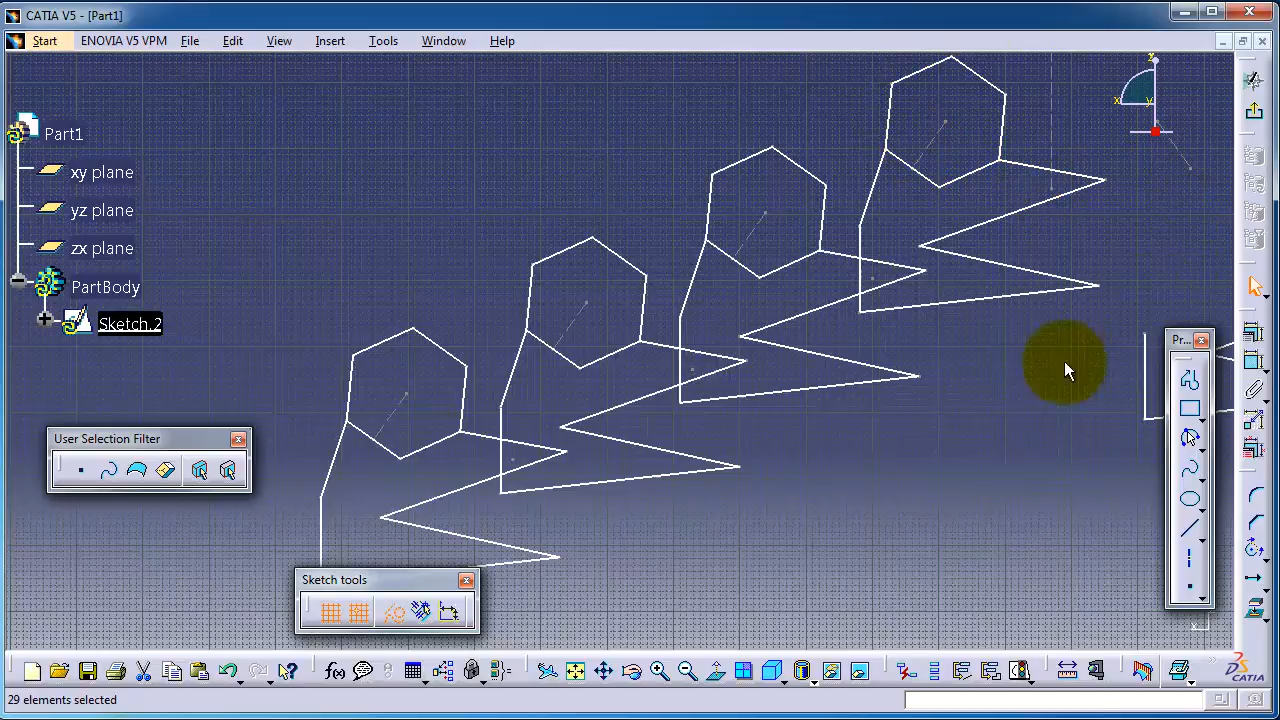 CATIA V5 - [Part1]
Start ENOVIA V5 VPM File Edit View Insert Tools Window Help
z
x y
Part1
xy plane
yz plane
zx plane
PartBody
Sketch.2
Pr...
User Selection Filter
Sketch tools
x
f(x)
CATIA
29 elements selected